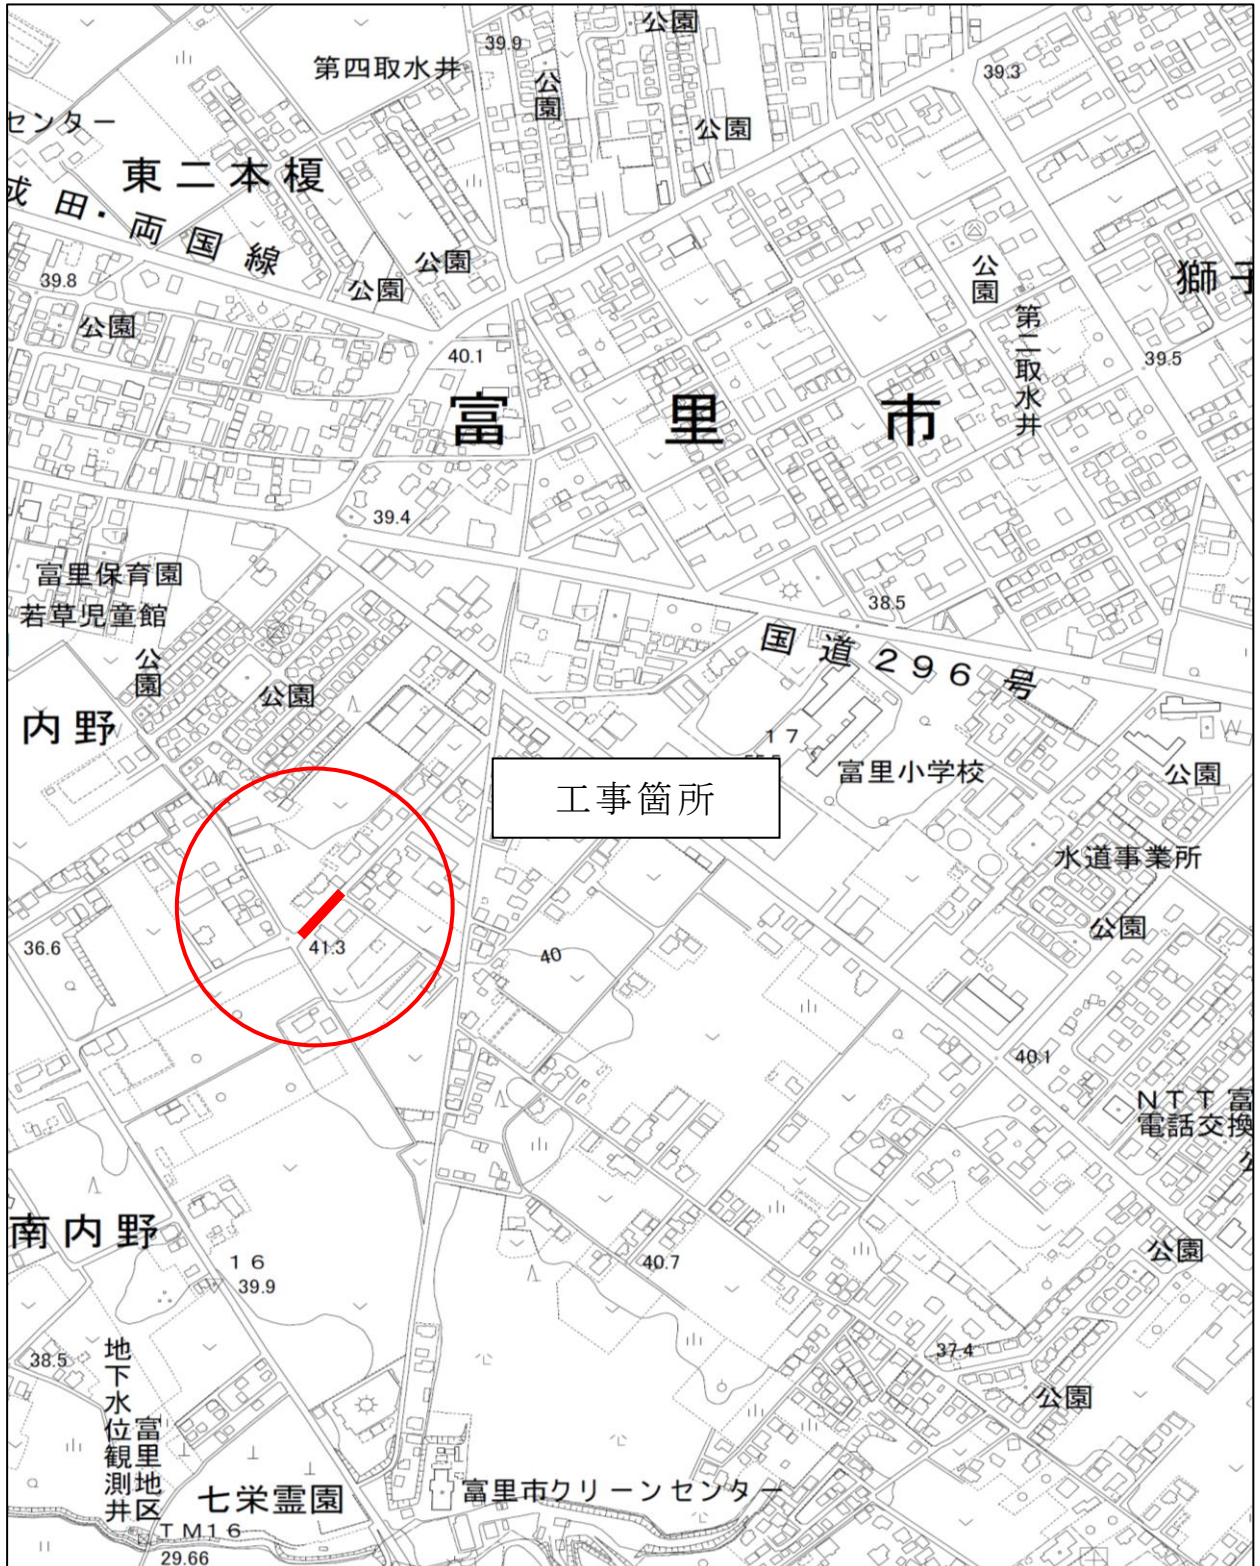 公園
39.9
第四取水井
公園
39.3
公園
センター
東二本榎
成田・両国線
公園
公園
公園
獅子
39.8
公園
第二取水井
40.1
39.5
富里市
39.4
富里保育園
若草児童館
38.5
国道296号
公園
公園
内野
17
富里小学校
公園
工事箇所
水道事業所
公園
36.6
41.3
40
40.1
NTT富
電話交換
公
南内野
公園
16
39.9
40.7
38.5
37.4
公園
地下水位観測井
富里地区
七栄霊園
富里市クリーンセンター
TM16
29.66